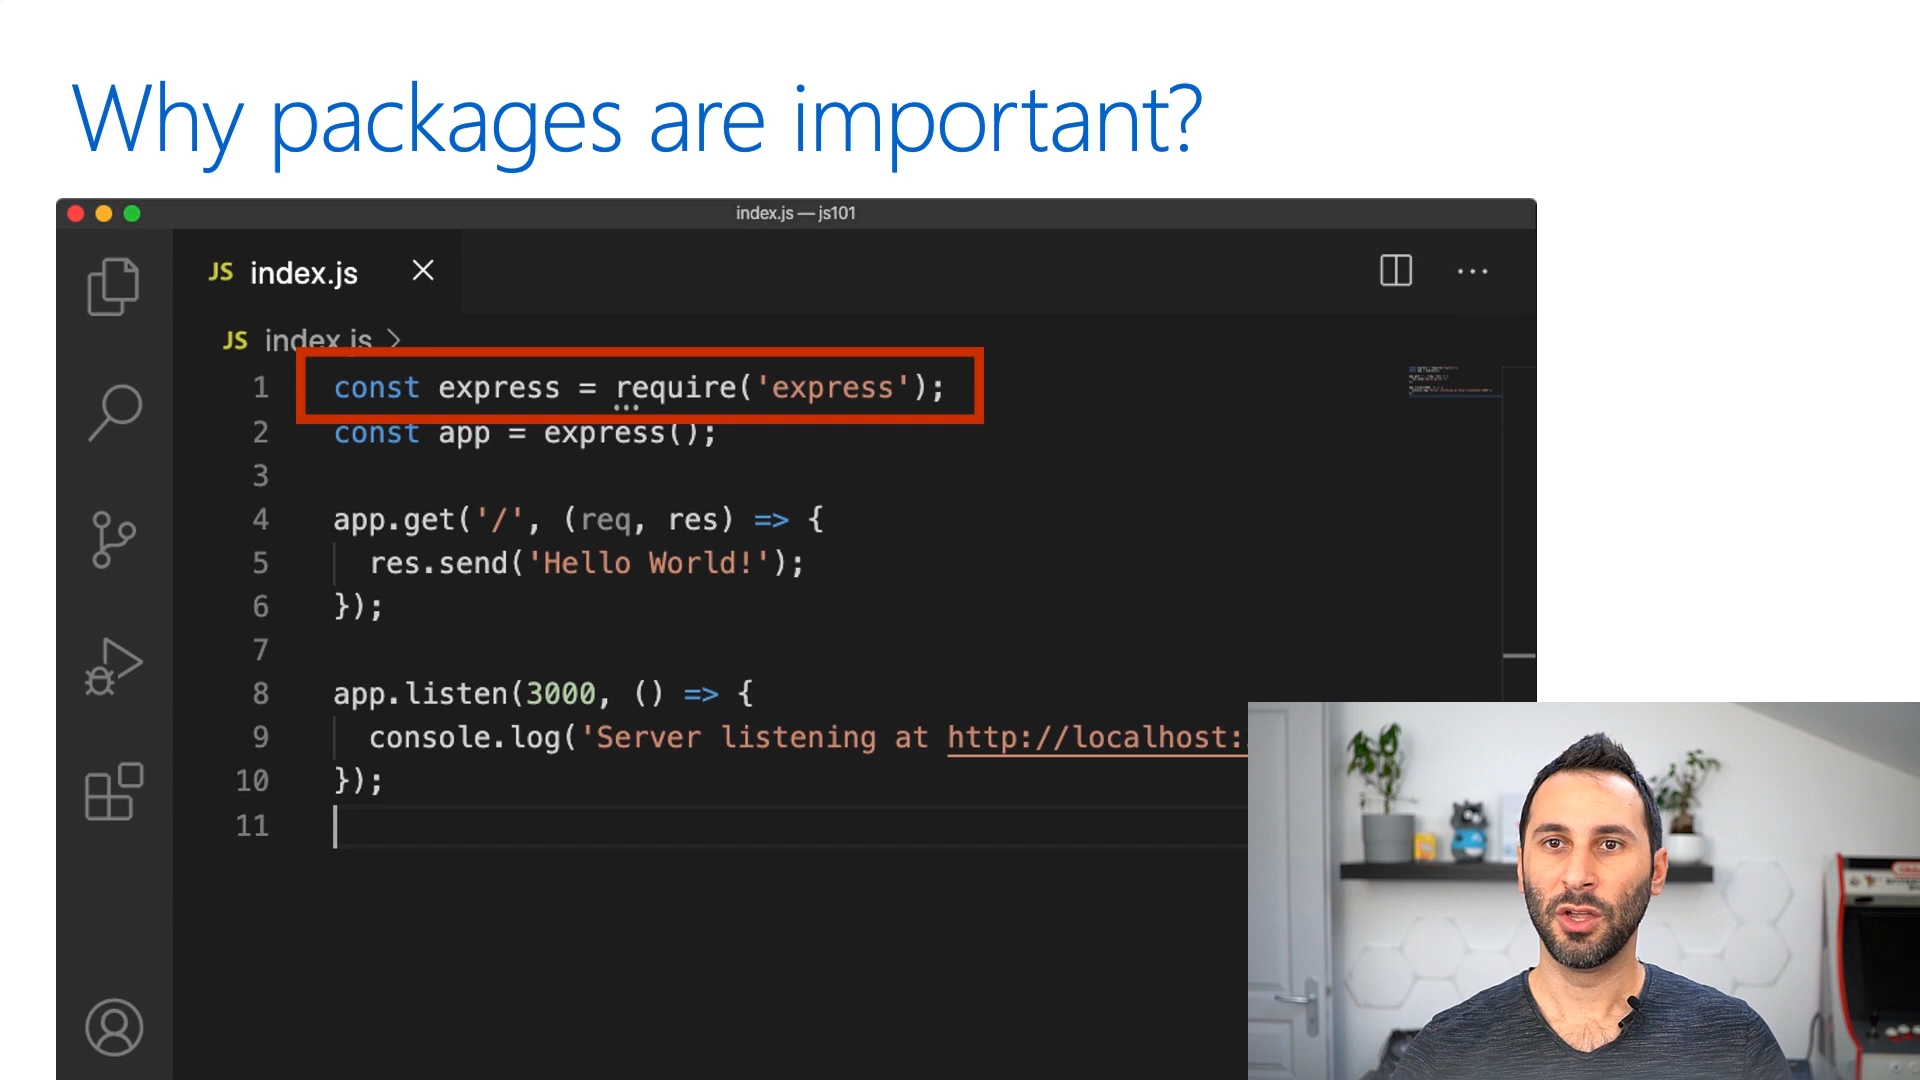 Why packages are important?
index.js — js101
JS index.js
JS index.js >
1 const express = require('express');
2 const app = express();
3
4 app.get('/', (req, res) => {
5 res.send('Hello World!');
6 });
7
8 app.listen(3000, () => {
9 console.log('Server listening at http://localhost:
10 });
11